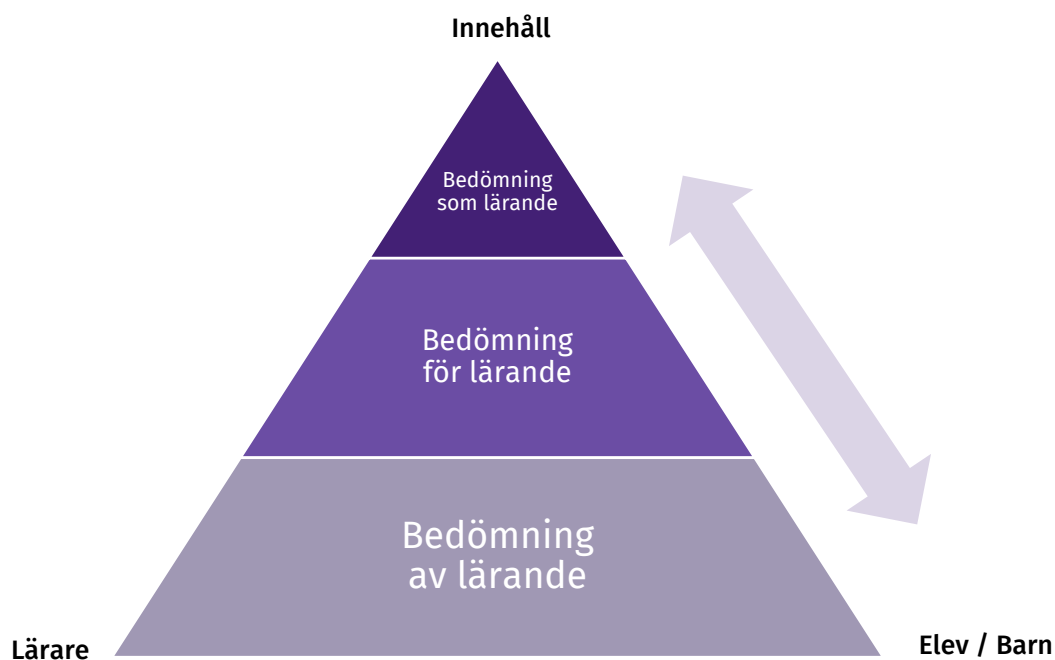 Innehåll
Bedömning
som lärande
Bedömning
för lärande
Bedömning
av lärande
Lärare
Elev / Barn